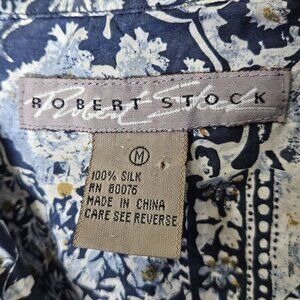 ROBERT STOCK
Robert Stock
M
100% SILK
RN 80076
MADE IN CHINA
CARE SEE REVERSE